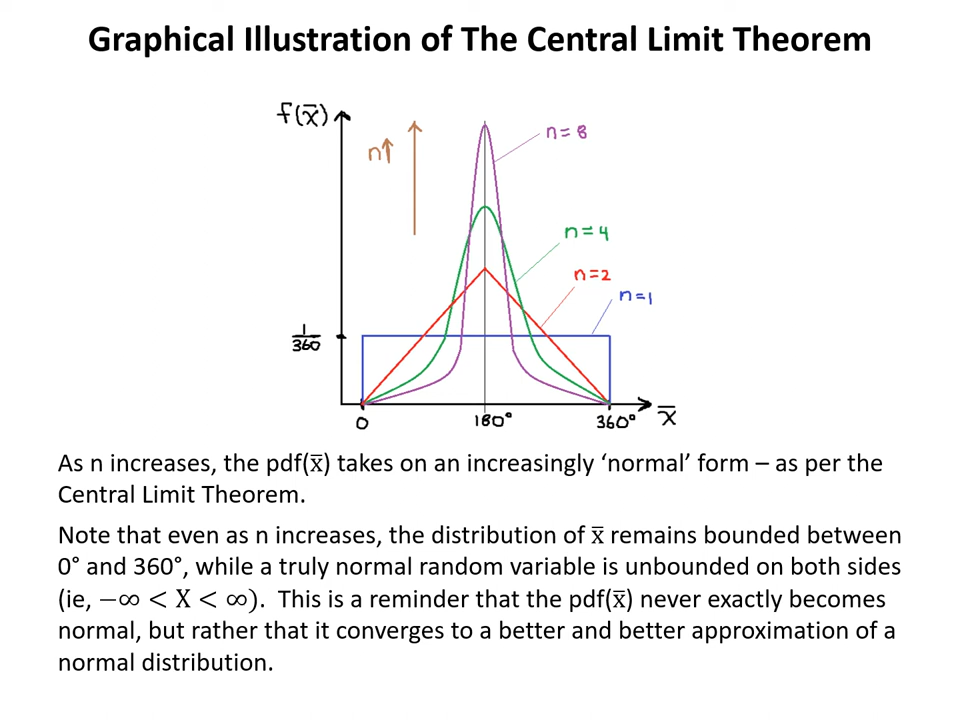 Graphical Illustration of The Central Limit Theorem
f(x̅)
n↑
n=8
n=4
n=2
n=1
1/360
0
180°
360°
x̅
As n increases, the pdf(x̅) takes on an increasingly ‘normal’ form – as per the
Central Limit Theorem.
Note that even as n increases, the distribution of x̅ remains bounded between
0° and 360°, while a truly normal random variable is unbounded on both sides
(ie, −∞ < X < ∞). This is a reminder that the pdf(x̅) never exactly becomes
normal, but rather that it converges to a better and better approximation of a
normal distribution.